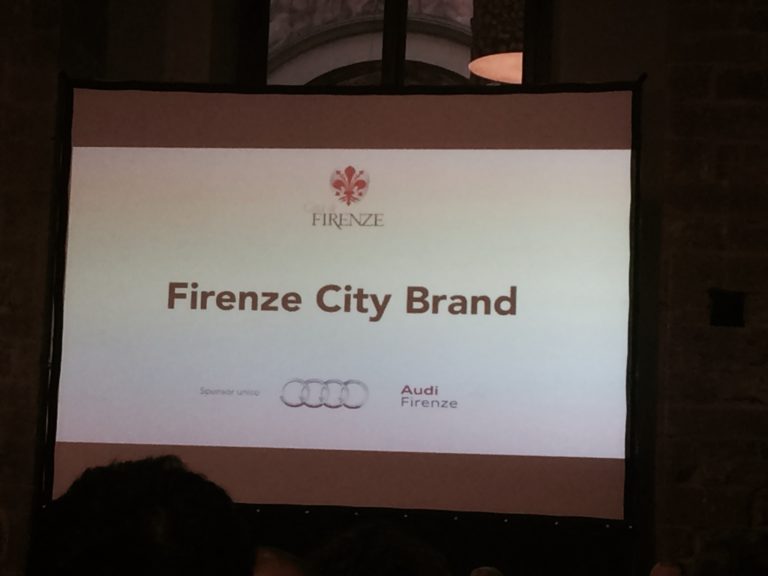 FIRENZE
Firenze City Brand
Sponsor unico
Audi
Firenze